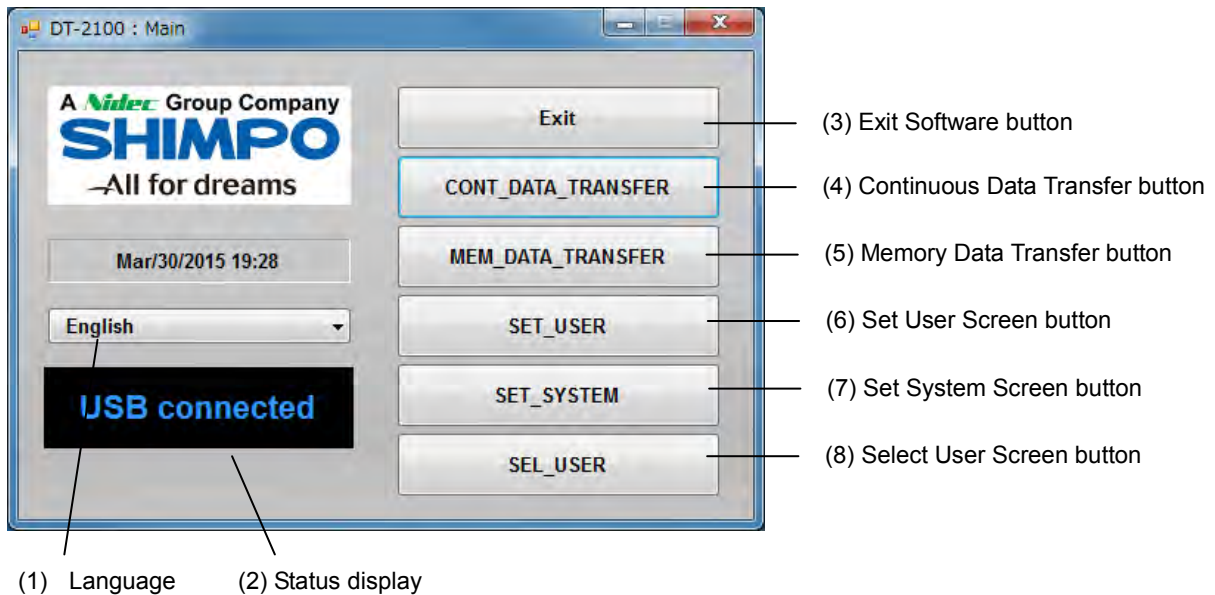 DT-2100 : Main
A Nidec Group Company
SHIMPO
All for dreams
Mar/30/2015 19:28
English
USB connected
Exit
CONT_DATA_TRANSFER
MEM_DATA_TRANSFER
SET_USER
SET_SYSTEM
SEL_USER
(3) Exit Software button
(4) Continuous Data Transfer button
(5) Memory Data Transfer button
(6) Set User Screen button
(7) Set System Screen button
(8) Select User Screen button
(1) Language
(2) Status display